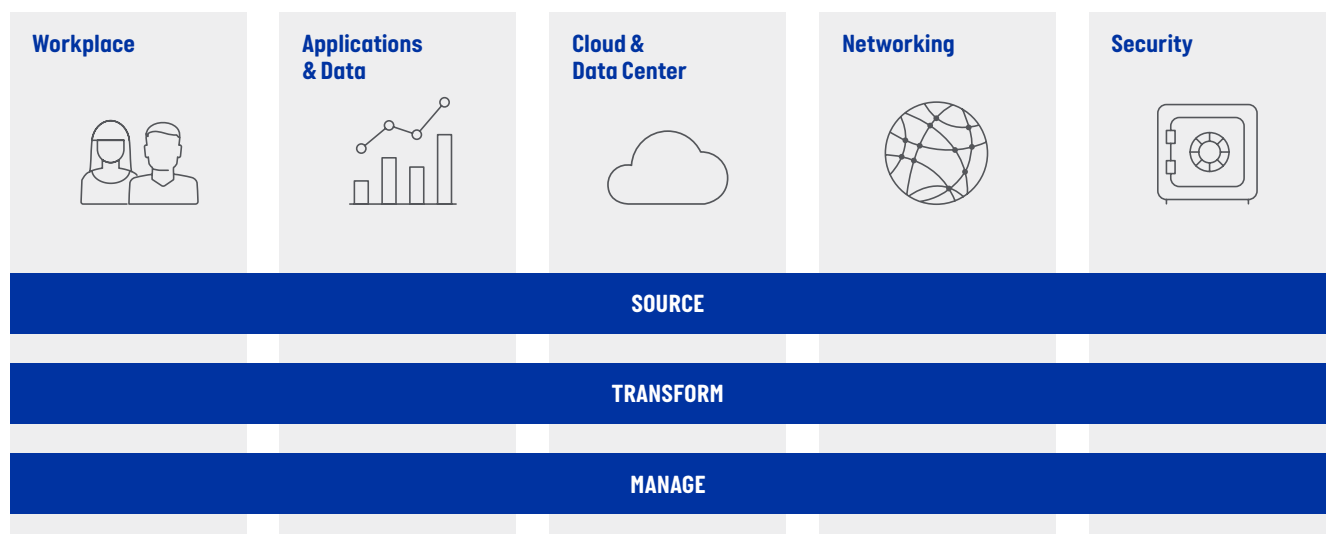 Workplace
Applications
& Data
Cloud &
Data Center
Networking
Security
SOURCE
TRANSFORM
MANAGE